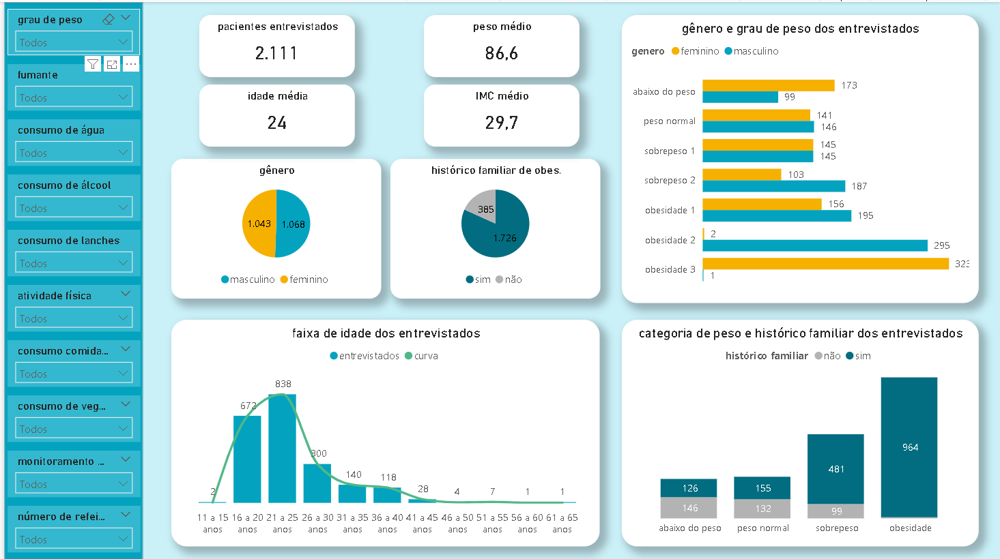 grau de peso
Todos
fumante
Todos
consumo de água
Todos
consumo de álcool
Todos
consumo de lanches
Todos
atividade física
Todos
consumo comida...
Todos
consumo de veg...
Todos
monitoramento ...
Todos
número de refei...
Todos
pacientes entrevistados
2.111
peso médio
86,6
idade média
24
IMC médio
29,7
gênero
1.043
1.068
masculino feminino
histórico familiar de obes.
385
1.726
sim não
gênero e grau de peso dos entrevistados
genero feminino masculino
abaixo do peso 173
99
peso normal 141
146
sobrepeso 1 145
145
sobrepeso 2 103
187
obesidade 1 156
195
obesidade 2 2
295
obesidade 3 323
1
faixa de idade dos entrevistados
entrevistados curva
2 672 838 300 140 118 28 4 7 1 1
11 a 15 16 a 20 21 a 25 26 a 30 31 a 35 36 a 40 41 a 45 46 a 50 51 a 55 56 a 60 61 a 65
anos anos anos anos anos anos anos anos anos anos anos
categoria de peso e histórico familiar dos entrevistados
histórico familiar não sim
126 155 481 964
146 132 99
abaixo do peso peso normal sobrepeso obesidade